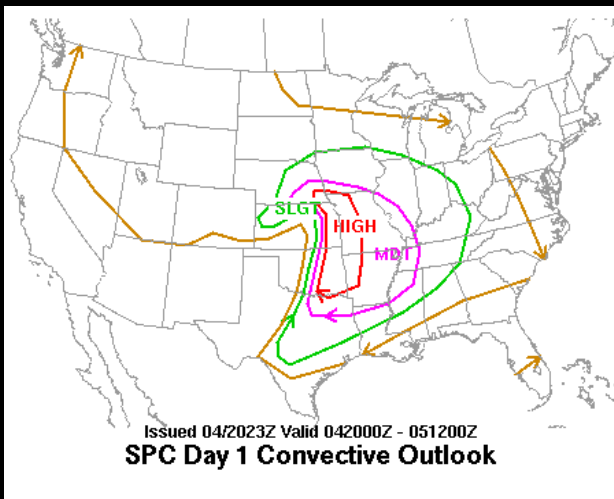 SLGT
HIGH
MDT
Issued 04/2023Z Valid 042000Z - 051200Z
SPC Day 1 Convective Outlook